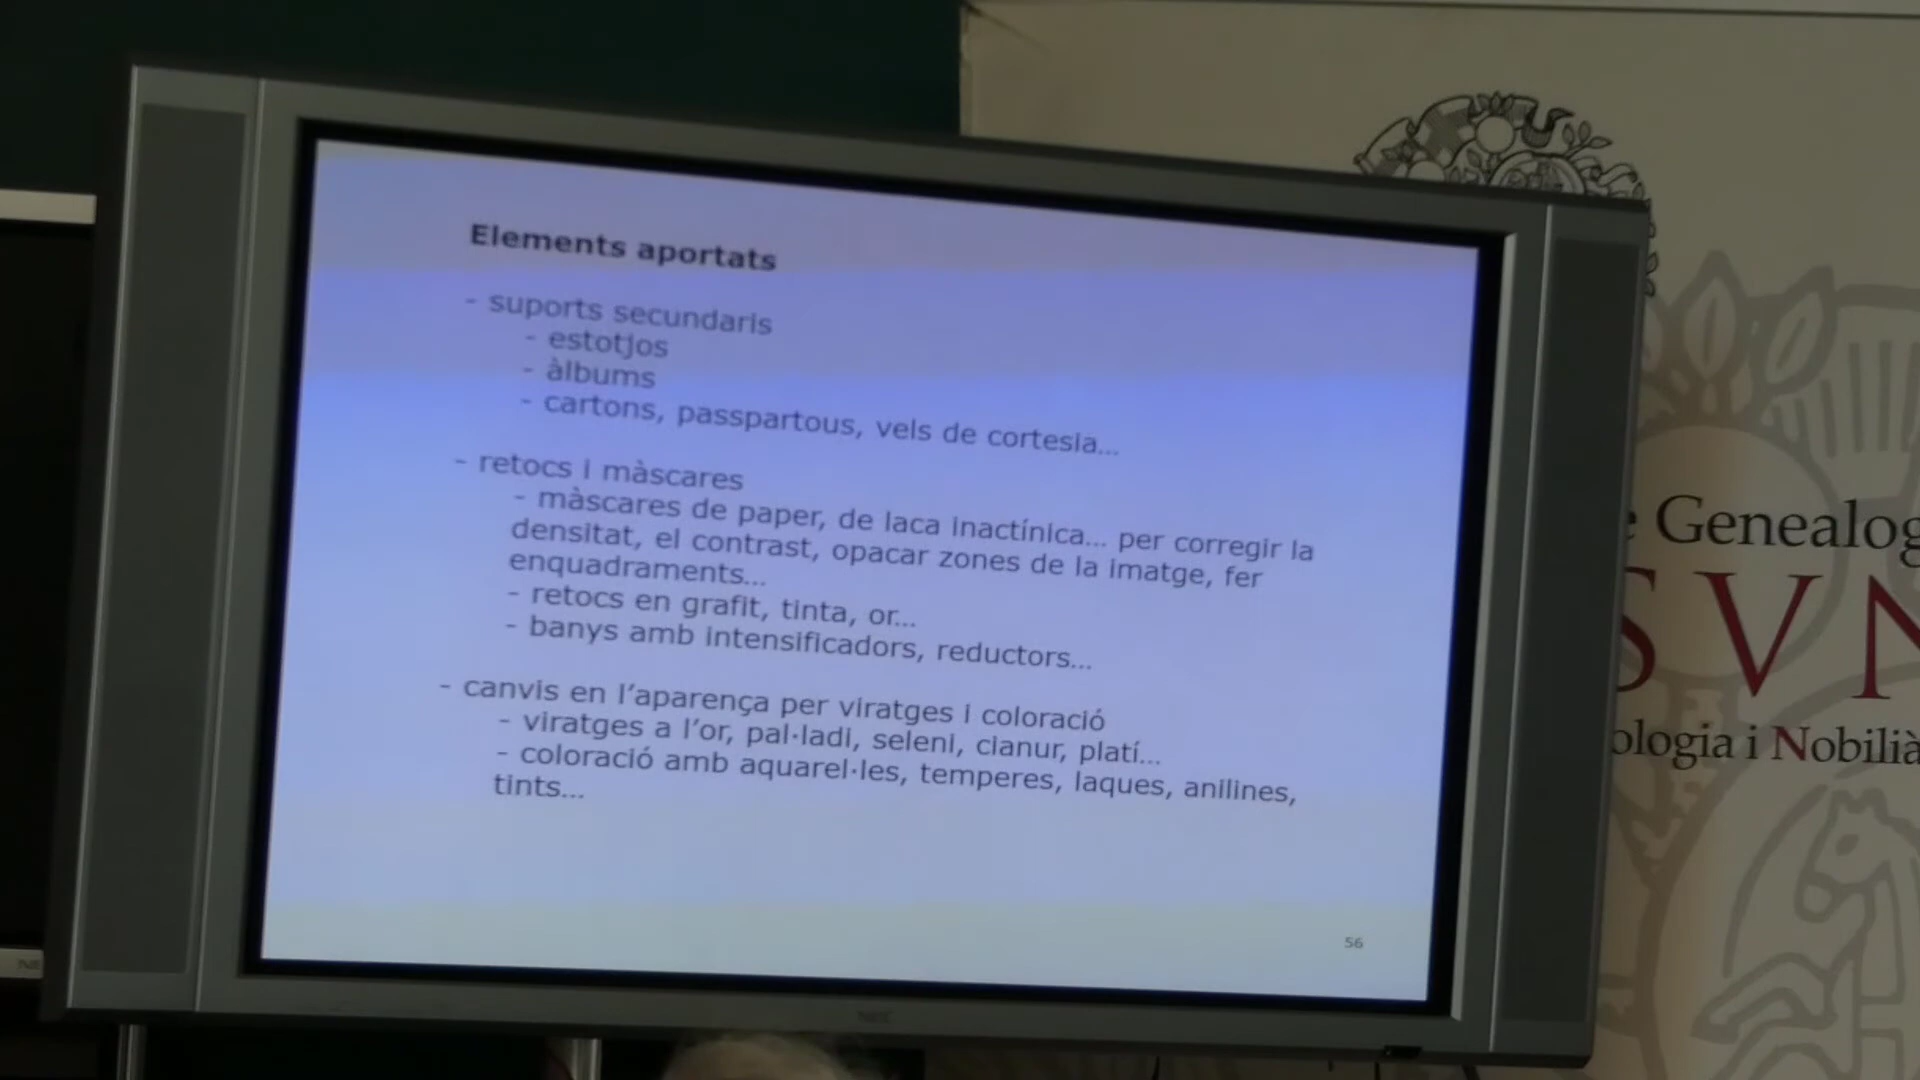 Elements aportats
- suports secundaris
- estotjos
- àlbums
- cartons, passpartous, vels de cortesia...
- retocs i màscares
- màscares de paper, de laca inactínica... per corregir la
densitat, el contrast, opacar zones de la imatge, fer
enquadraments...
- retocs en grafit, tinta, or...
- banys amb intensificadors, reductors...
- canvis en l'aparença per viratges i coloració
- viratges a l'or, pal·ladi, seleni, cianur, platí...
- coloració amb aquarel·les, temperes, laques, anilines,
tints...
56
NEC
e Genealog
SVN
ologia i Nobilià